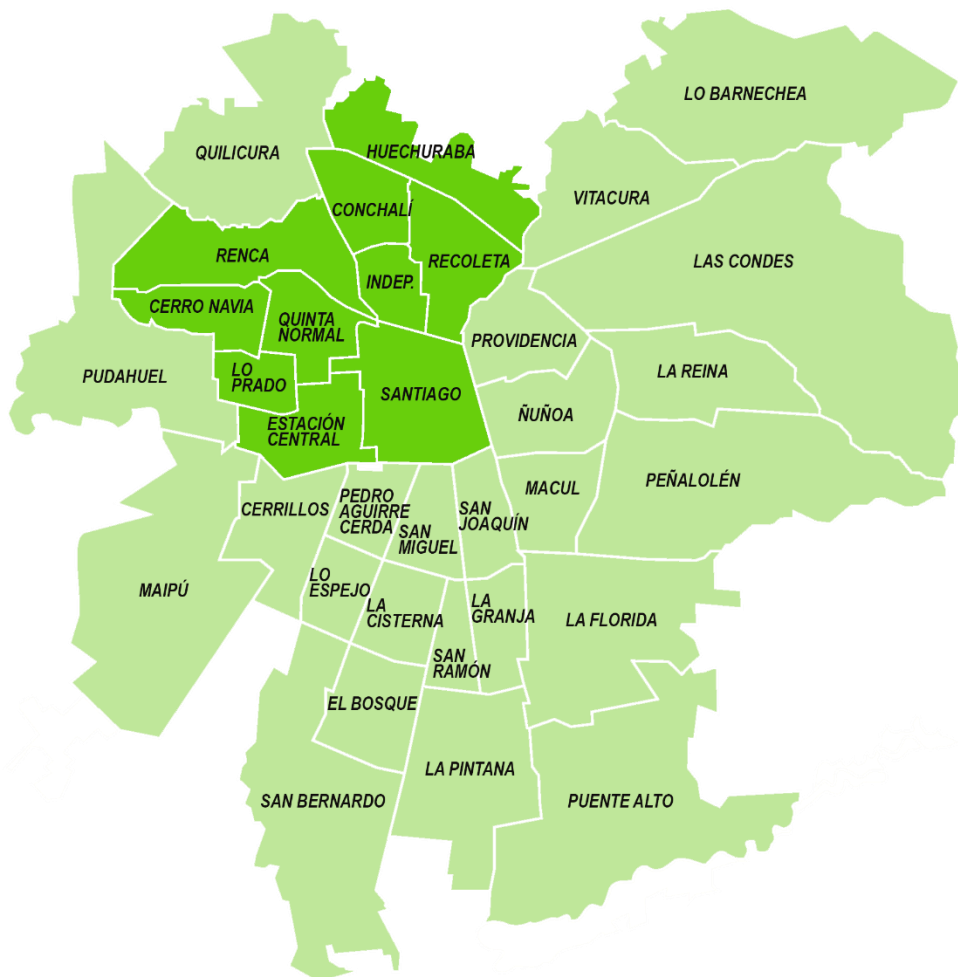 LO BARNECHEA
QUILICURA
HUECHURABA
VITACURA
CONCHALÍ
RENCA
RECOLETA
LAS CONDES
INDEP.
CERRO NAVIA
QUINTA
NORMAL
PROVIDENCIA
PUDAHUEL
LO
PRADO
LA REINA
SANTIAGO
ÑUÑOA
ESTACIÓN
CENTRAL
PEÑALOLÉN
MACUL
CERRILLOS
PEDRO
AGUIRRE
CERDA
SAN
MIGUEL
SAN
JOAQUÍN
MAIPÚ
LO
ESPEJO
LA
CISTERNA
LA
GRANJA
LA FLORIDA
SAN
RAMÓN
EL BOSQUE
LA PINTANA
SAN BERNARDO
PUENTE ALTO